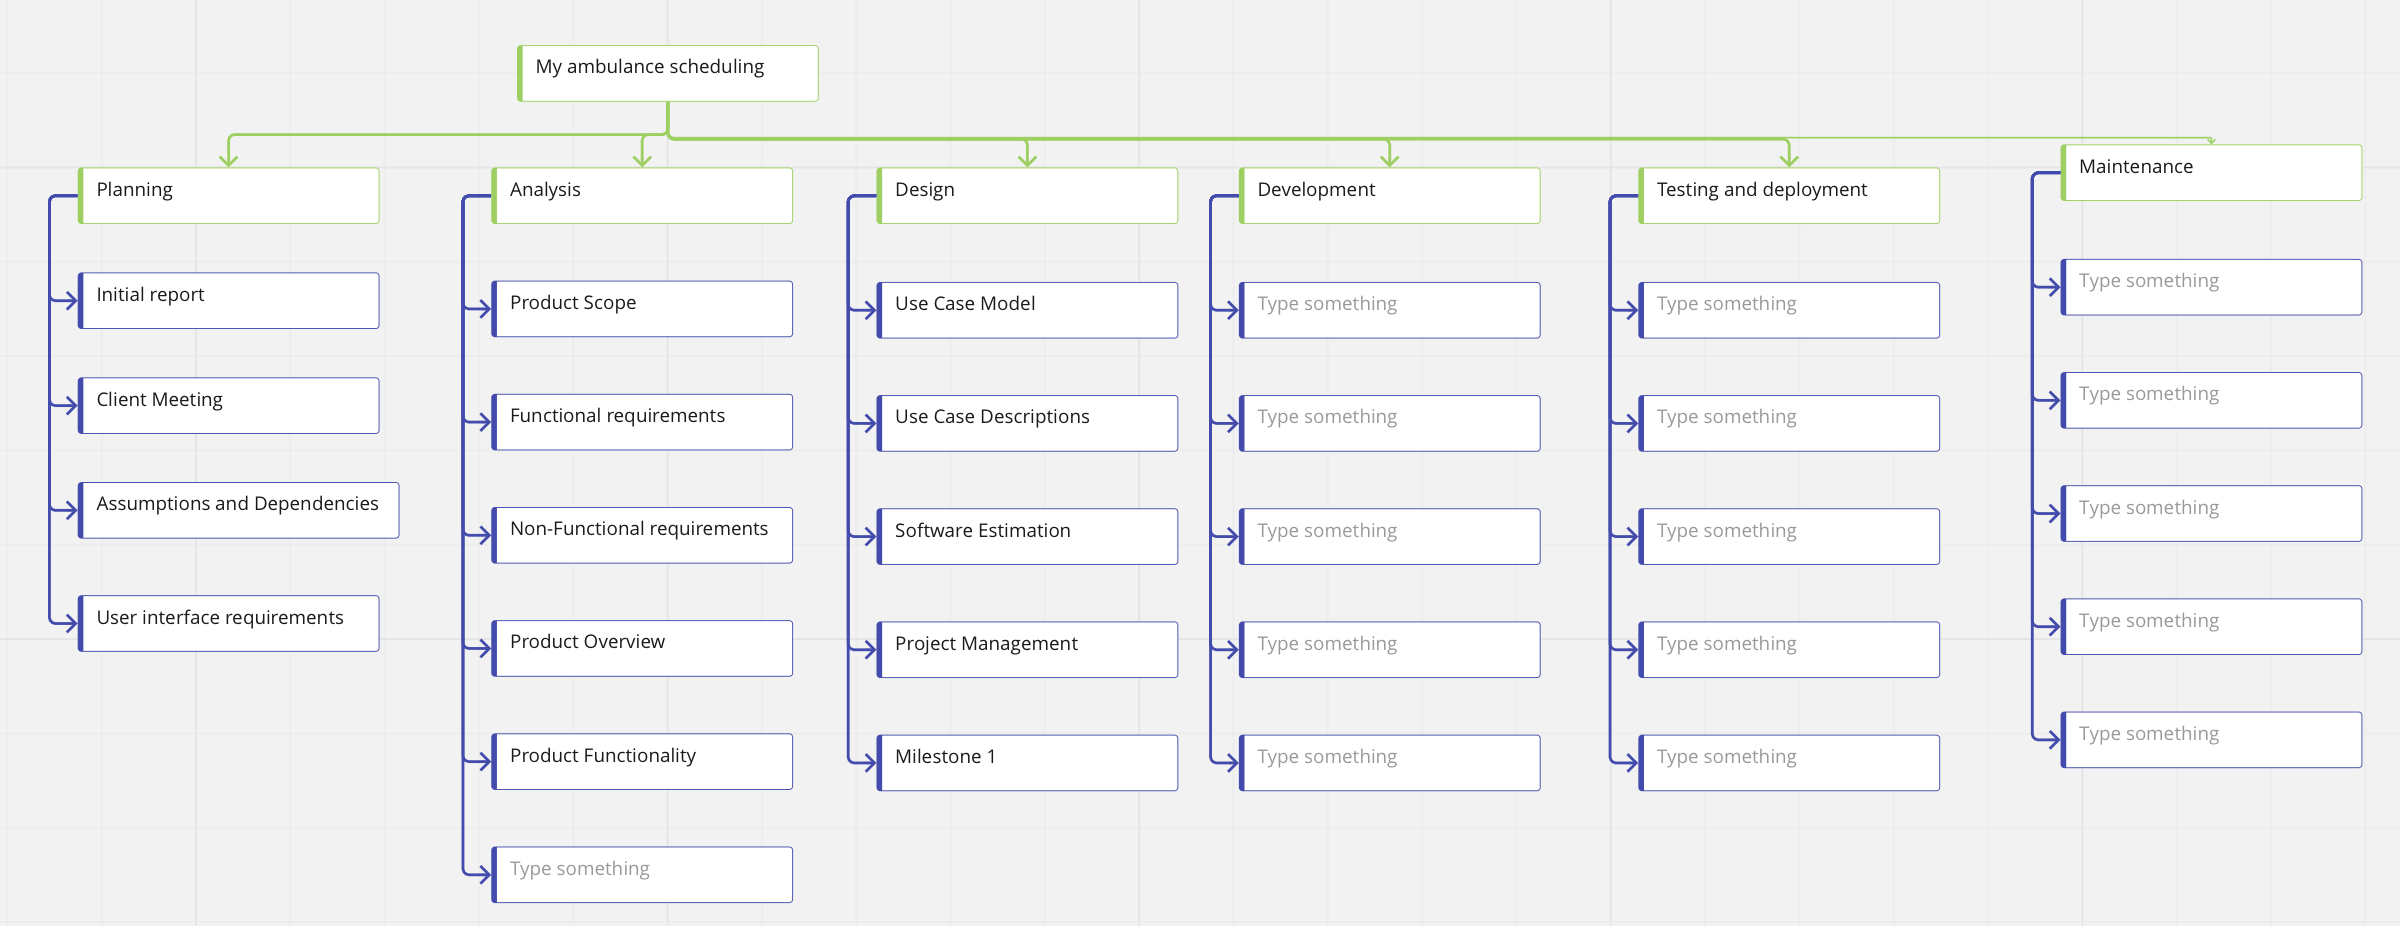 My ambulance scheduling
Planning
Initial report
Client Meeting
Assumptions and Dependencies
User interface requirements
Analysis
Product Scope
Functional requirements
Non-Functional requirements
Product Overview
Product Functionality
Type something
Design
Use Case Model
Use Case Descriptions
Software Estimation
Project Management
Milestone 1
Development
Type something
Type something
Type something
Type something
Type something
Testing and deployment
Type something
Type something
Type something
Type something
Type something
Maintenance
Type something
Type something
Type something
Type something
Type something